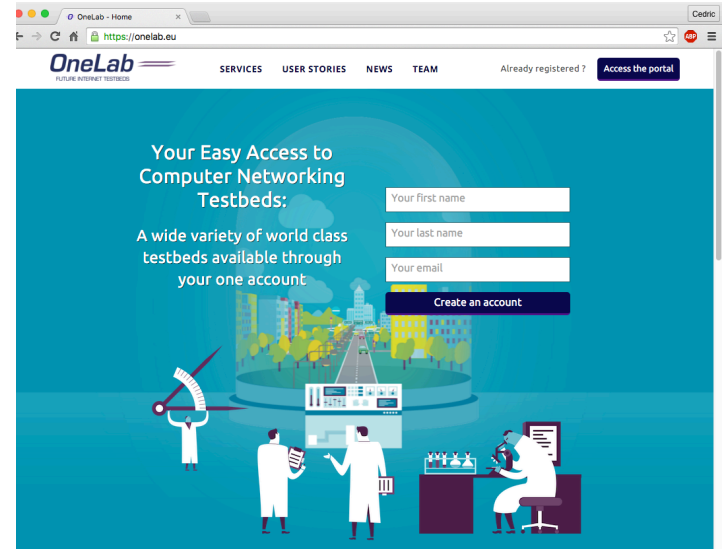 OneLab - Home
Cedric
https://onelab.eu
ABP
OneLab
FUTURE INTERNET TESTBEDS
SERVICES USER STORIES NEWS TEAM
Already registered ?
Access the portal
Your Easy Access to
Computer Networking
Testbeds:
A wide variety of world class
testbeds available through
your one account
Your first name
Your last name
Your email
Create an account